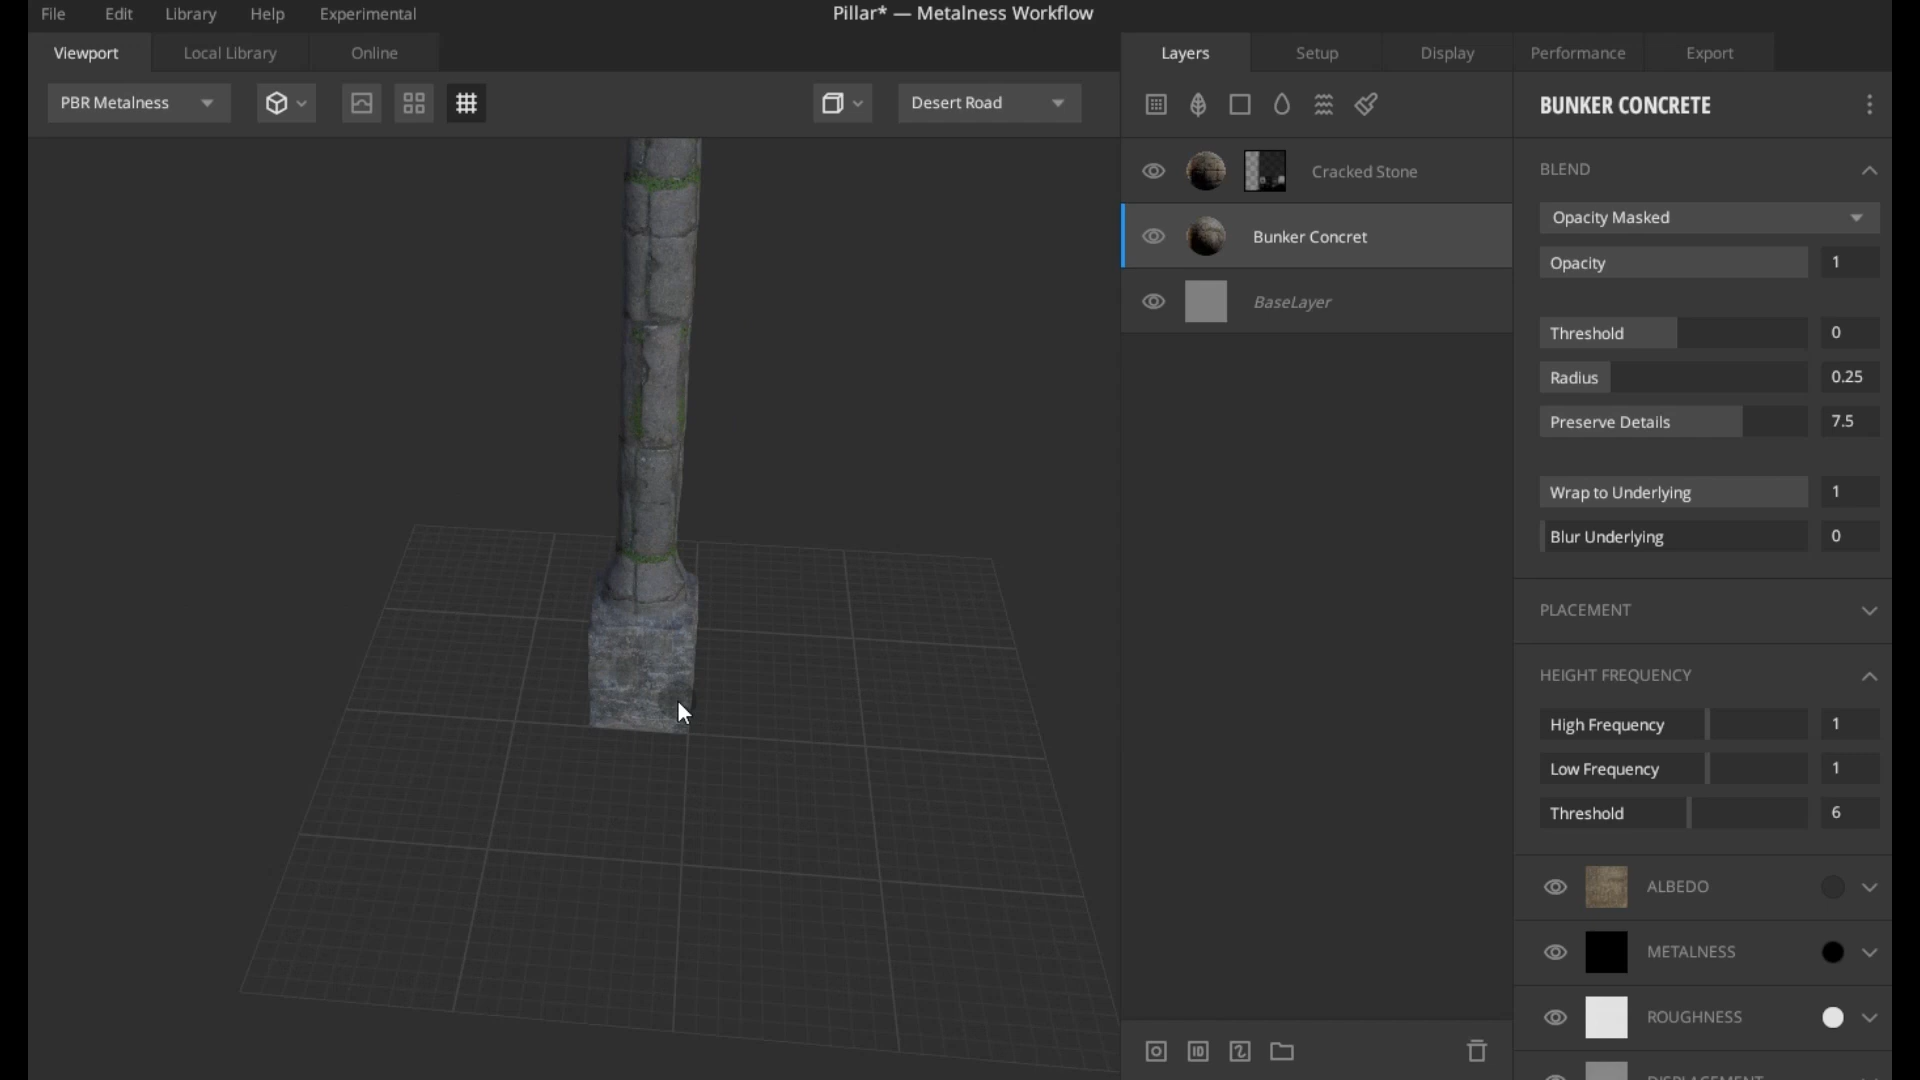 File Edit Library Help Experimental
Pillar* — Metalness Workflow
Viewport Local Library Online
Layers Setup Display Performance Export
PBR Metalness
Desert Road
BUNKER CONCRETE
Cracked Stone
Bunker Concret
BaseLayer
BLEND
Opacity Masked
Opacity 1
Threshold 0
Radius 0.25
Preserve Details 7.5
Wrap to Underlying 1
Blur Underlying 0
PLACEMENT
HEIGHT FREQUENCY
High Frequency 1
Low Frequency 1
Threshold 6
ALBEDO
METALNESS
ROUGHNESS
DISPLACEMENT
ID